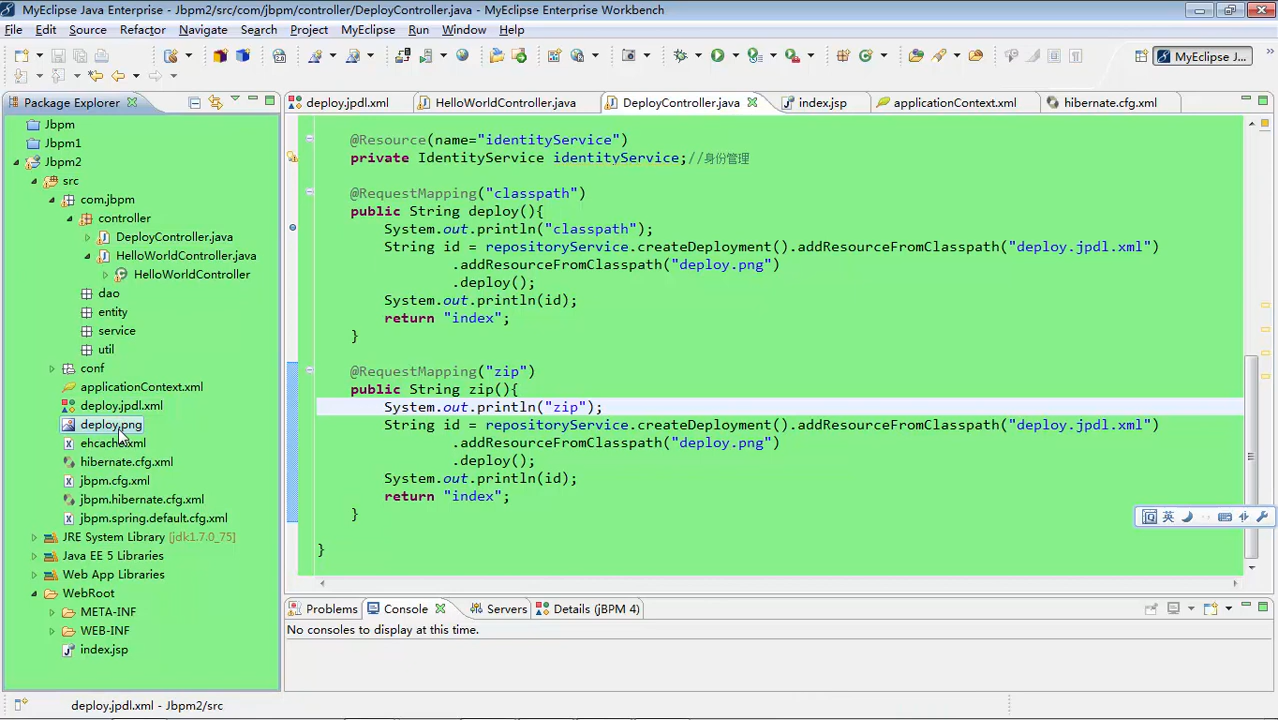 MyEclipse Java Enterprise - Jbpm2/src/com/jbpm/controller/DeployController.java - MyEclipse Enterprise Workbench
File Edit Source Refactor Navigate Search Project MyEclipse Run Window Help
MyEclipse J...
Package Explorer
deploy.jpdl.xml HelloWorldController.java DeployController.java index.jsp applicationContext.xml hibernate.cfg.xml
Jbpm
Jbpm1
Jbpm2
src
com.jbpm
controller
DeployController.java
HelloWorldController.java
HelloWorldController
dao
entity
service
util
conf
applicationContext.xml
deploy.jpdl.xml
deploy.png
ehcache.xml
hibernate.cfg.xml
jbpm.cfg.xml
jbpm.hibernate.cfg.xml
jbpm.spring.default.cfg.xml
JRE System Library [jdk1.7.0_75]
Java EE 5 Libraries
Web App Libraries
WebRoot
META-INF
WEB-INF
index.jsp
@Resource(name="identityService")
private IdentityService identityService;//身份管理
@RequestMapping("classpath")
public String deploy(){
System.out.println("classpath");
String id = repositoryService.createDeployment().addResourceFromClasspath("deploy.jpdl.xml")
.addResourceFromClasspath("deploy.png")
.deploy();
System.out.println(id);
return "index";
}
@RequestMapping("zip")
public String zip(){
System.out.println("zip");
String id = repositoryService.createDeployment().addResourceFromClasspath("deploy.jpdl.xml")
.addResourceFromClasspath("deploy.png")
.deploy();
System.out.println(id);
return "index";
}
}
英
Problems Console Servers Details (jBPM 4)
No consoles to display at this time.
deploy.jpdl.xml - Jbpm2/src